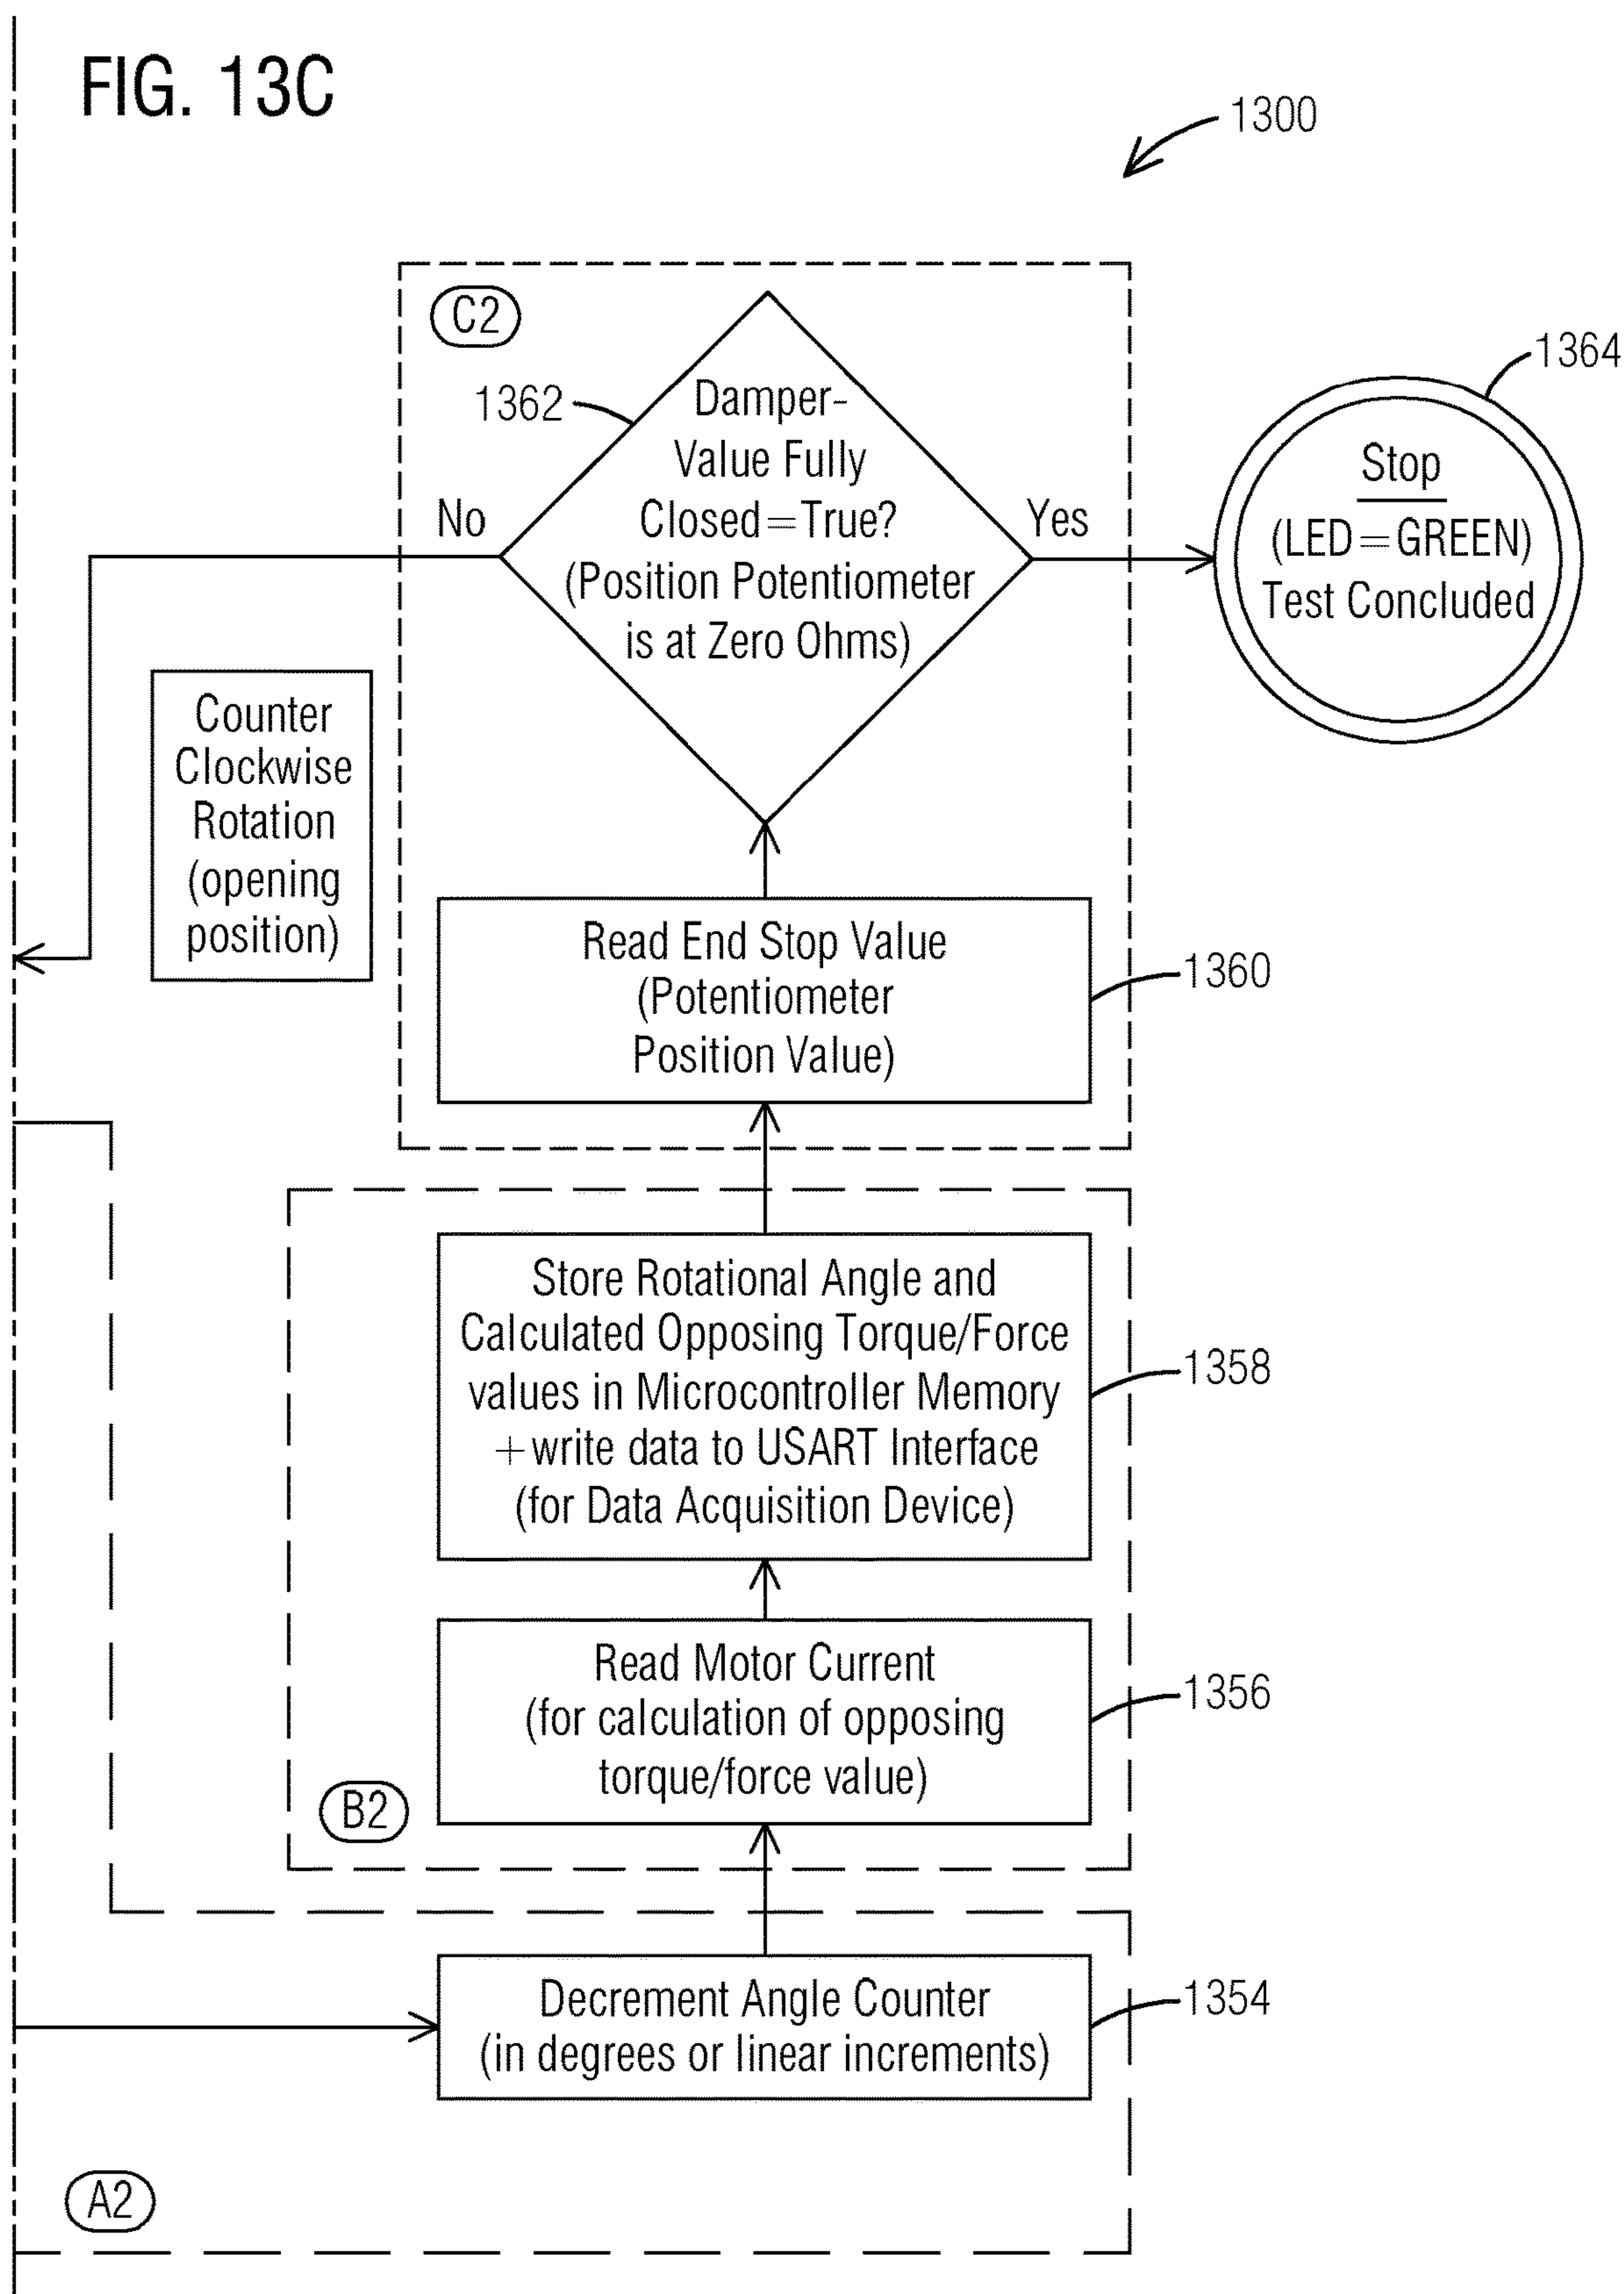 FIG. 13C
1300
C2
1362
Damper-
Value Fully
Closed=True?
(Position Potentiometer
is at Zero Ohms)
No
Yes
1364
Stop
(LED=GREEN)
Test Concluded
Counter
Clockwise
Rotation
(opening
position)
Read End Stop Value
(Potentiometer
Position Value)
1360
Store Rotational Angle and
Calculated Opposing Torque/Force
values in Microcontroller Memory
+write data to USART Interface
(for Data Acquisition Device)
1358
Read Motor Current
(for calculation of opposing
torque/force value)
1356
B2
Decrement Angle Counter
(in degrees or linear increments)
1354
A2